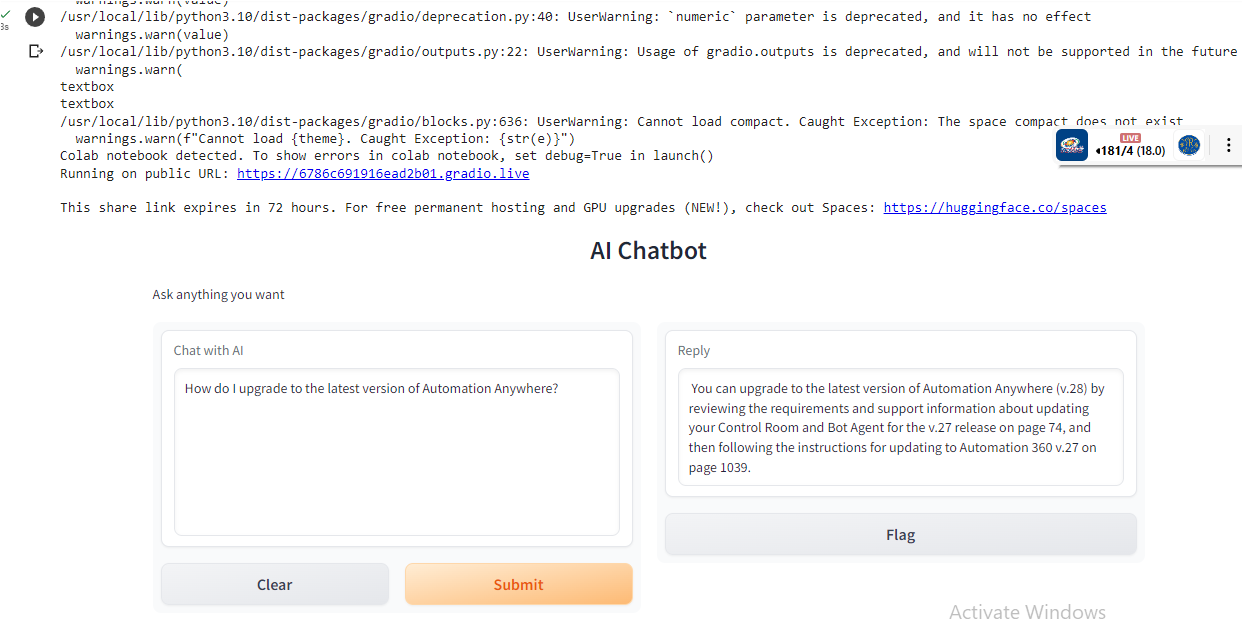 warnings.warn(value)
3s
/usr/local/lib/python3.10/dist-packages/gradio/deprecation.py:40: UserWarning: `numeric` parameter is deprecated, and it has no effect
warnings.warn(value)
/usr/local/lib/python3.10/dist-packages/gradio/outputs.py:22: UserWarning: Usage of gradio.outputs is deprecated, and will not be supported in the future
warnings.warn(
textbox
textbox
/usr/local/lib/python3.10/dist-packages/gradio/blocks.py:636: UserWarning: Cannot load compact. Caught Exception: The space compact does not exist
warnings.warn(f"Cannot load {theme}. Caught Exception: {str(e)}")
LIVE
181/4 (18.0)
Colab notebook detected. To show errors in colab notebook, set debug=True in launch()
Running on public URL: https://6786c691916ead2b01.gradio.live
This share link expires in 72 hours. For free permanent hosting and GPU upgrades (NEW!), check out Spaces: https://huggingface.co/spaces
AI Chatbot
Ask anything you want
Chat with AI
How do I upgrade to the latest version of Automation Anywhere?
Clear
Submit
Reply
You can upgrade to the latest version of Automation Anywhere (v.28) by
reviewing the requirements and support information about updating
your Control Room and Bot Agent for the v.27 release on page 74, and
then following the instructions for updating to Automation 360 v.27 on
page 1039.
Flag
Activate Windows